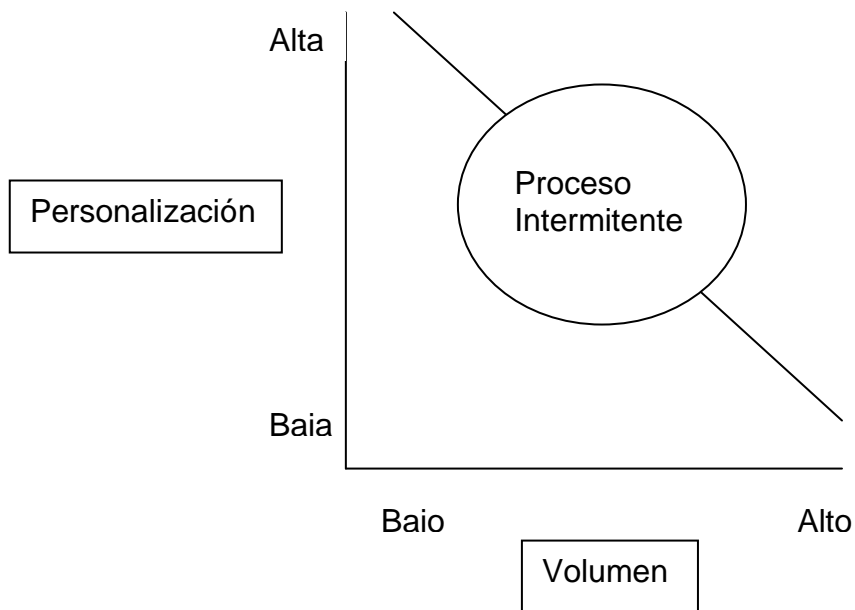 Alta
Proceso
Intermitente
Personalización
Baia
Baio
Alto
Volumen